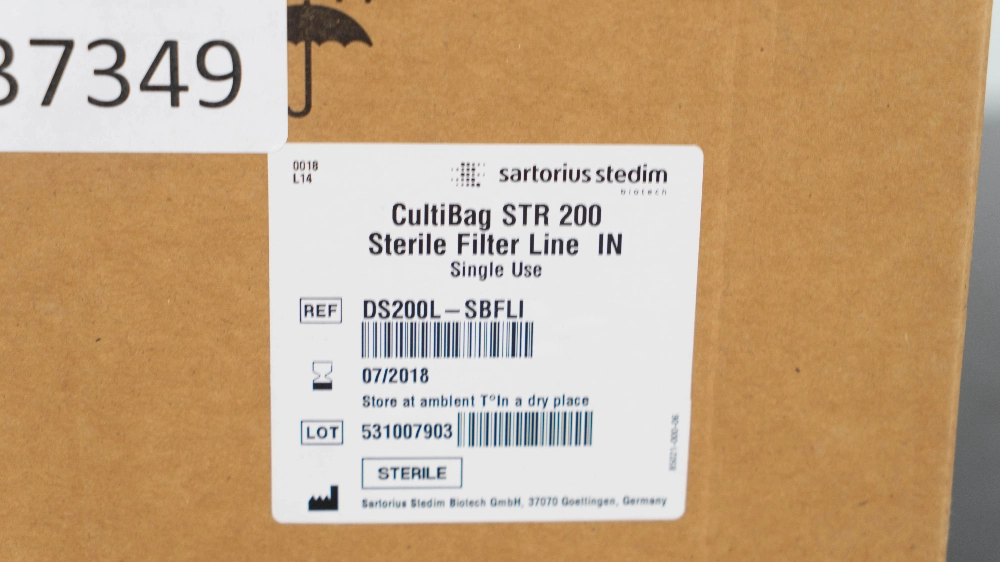 37349
0018
L14
sartorius stedim
biotech
CultiBag STR 200
Sterile Filter Line IN
Single Use
REF DS200L-SBFLI
07/2018
Store at ambient T°In a dry place
LOT 531007903
STERILE
Sartorius Stedim Biotech GmbH, 37070 Goettingen, Germany